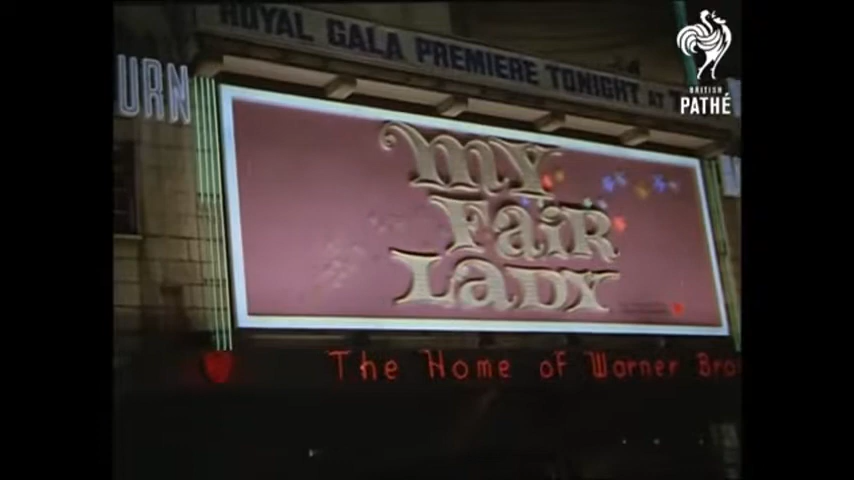 ROYAL GALA PREMIERE TONIGHT AT
BRITISH
PATHÉ
URN
my
FaiR
LaDy
The Home of Warner Bro